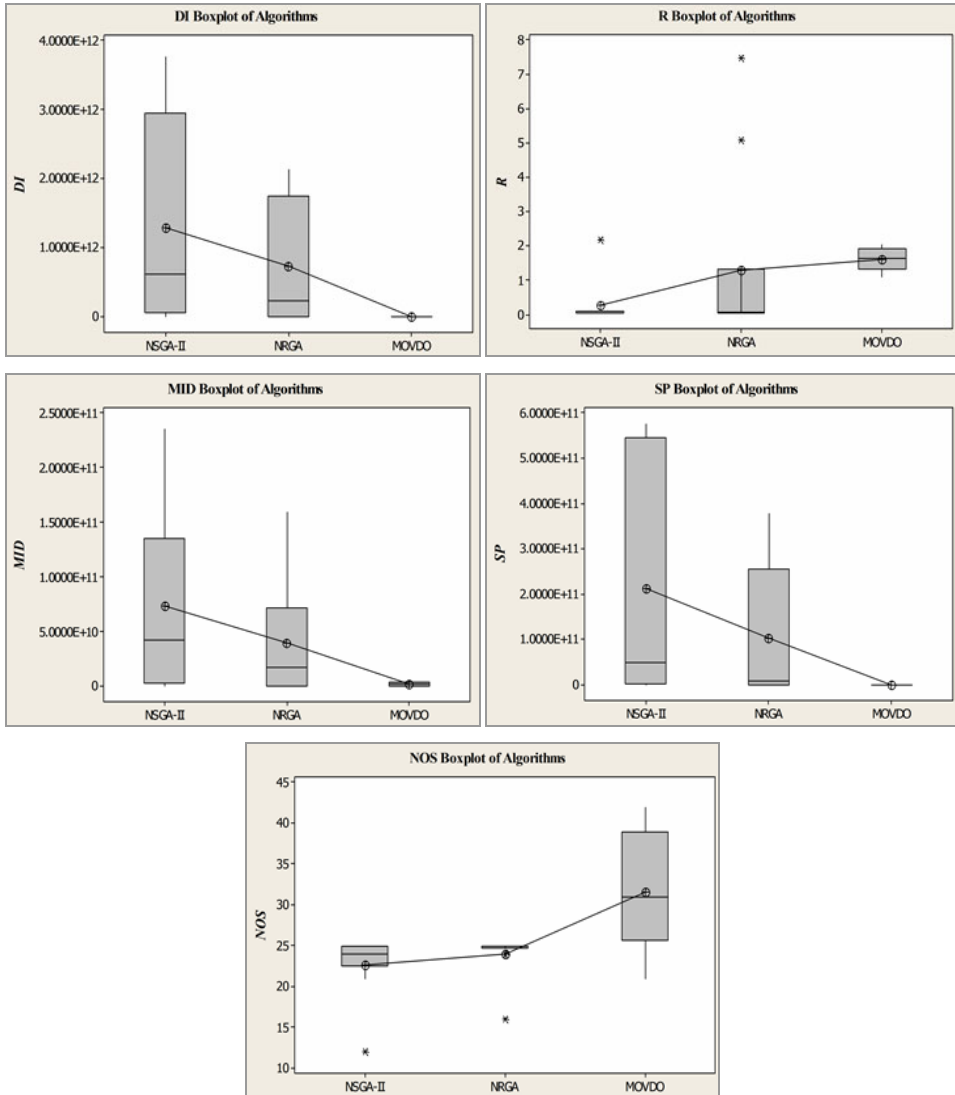 DI Boxplot of Algorithms
4.0000E+12
3.0000E+12
2.0000E+12
1.0000E+12
0
DI
NSGA-II NRGA MOVDO
R Boxplot of Algorithms
8
7
6
5
4
3
2
1
0
R
NSGA-II NRGA MOVDO
MID Boxplot of Algorithms
2.5000E+11
2.0000E+11
1.5000E+11
1.0000E+11
5.0000E+10
0
MID
NSGA-II NRGA MOVDO
SP Boxplot of Algorithms
6.0000E+11
5.0000E+11
4.0000E+11
3.0000E+11
2.0000E+11
1.0000E+11
0
SP
NSGA-II NRGA MOVDO
NOS Boxplot of Algorithms
45
40
35
30
25
20
15
10
NOS
NSGA-II NRGA MOVDO